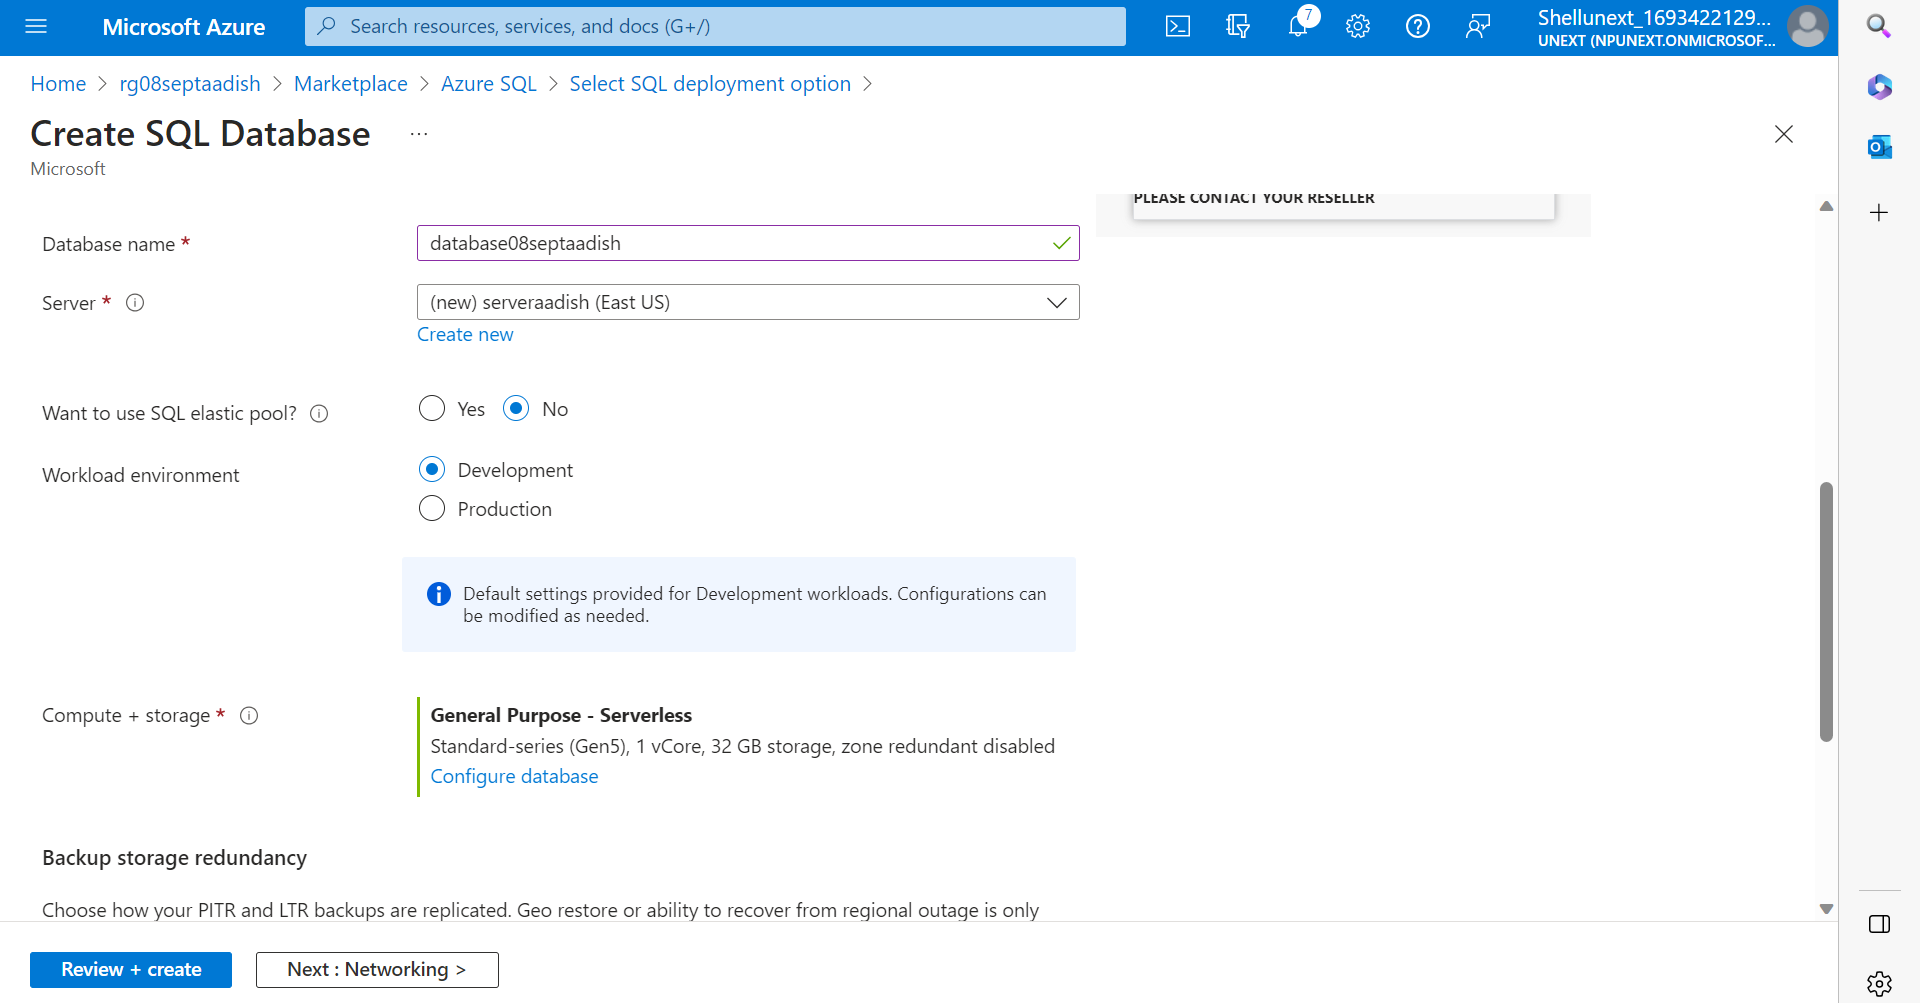 Microsoft Azure
Search resources, services, and docs (G+/)
7
Shellunext_1693422129...
UNEXT (NPUNEXT.ONMICROSOF...
Home > rg08septaadish > Marketplace > Azure SQL > Select SQL deployment option >
Create SQL Database ...
Microsoft
PLEASE CONTACT YOUR RESELLER
Database name *
database08septaadish
Server *
(new) serveraadish (East US)
Create new
Want to use SQL elastic pool?
Yes No
Workload environment
Development
Production
Default settings provided for Development workloads. Configurations can
be modified as needed.
Compute + storage *
General Purpose - Serverless
Standard-series (Gen5), 1 vCore, 32 GB storage, zone redundant disabled
Configure database
Backup storage redundancy
Choose how your PITR and LTR backups are replicated. Geo restore or ability to recover from regional outage is only
Review + create
Next : Networking >